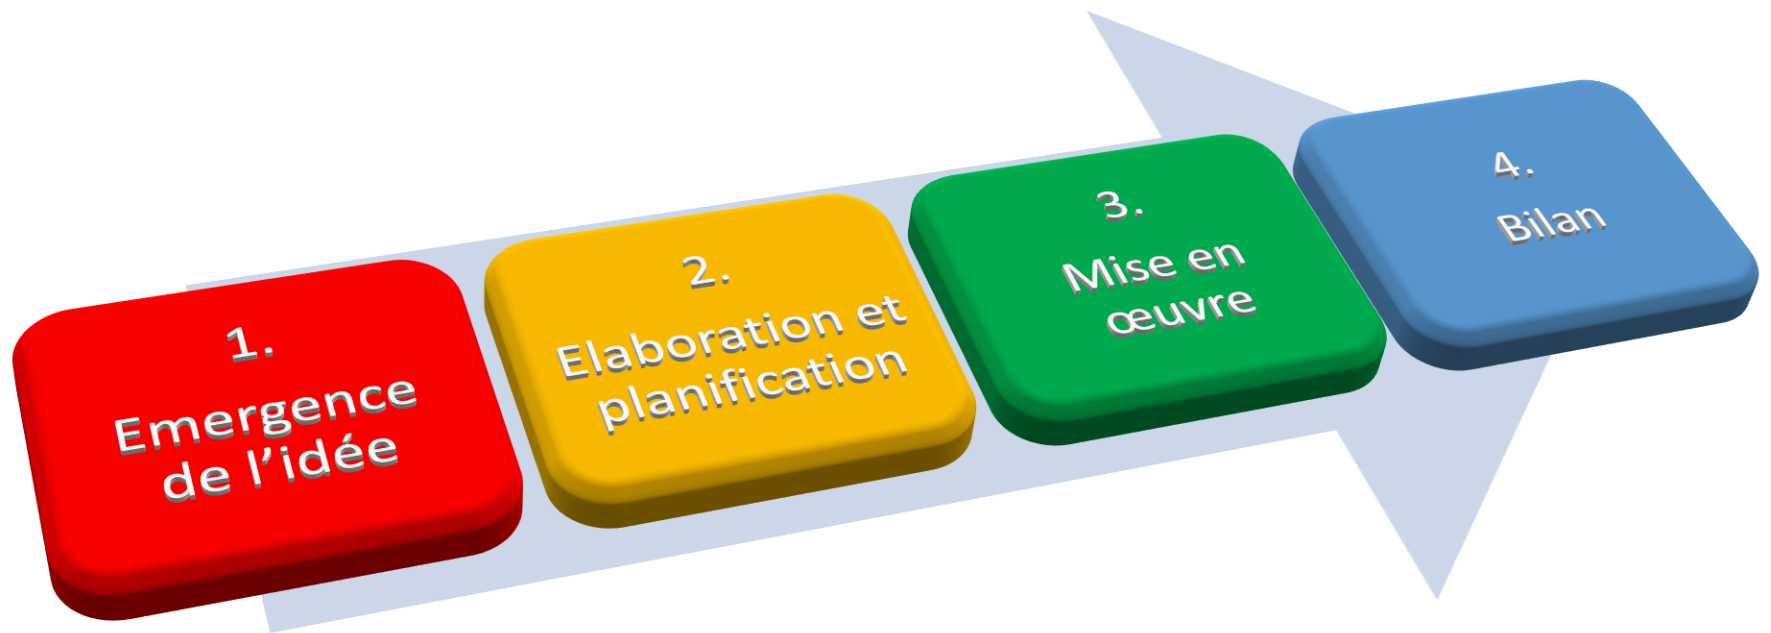 1.
Emergence
de l’idée
2.
Elaboration et
planification
3.
Mise en
œuvre
4.
Bilan